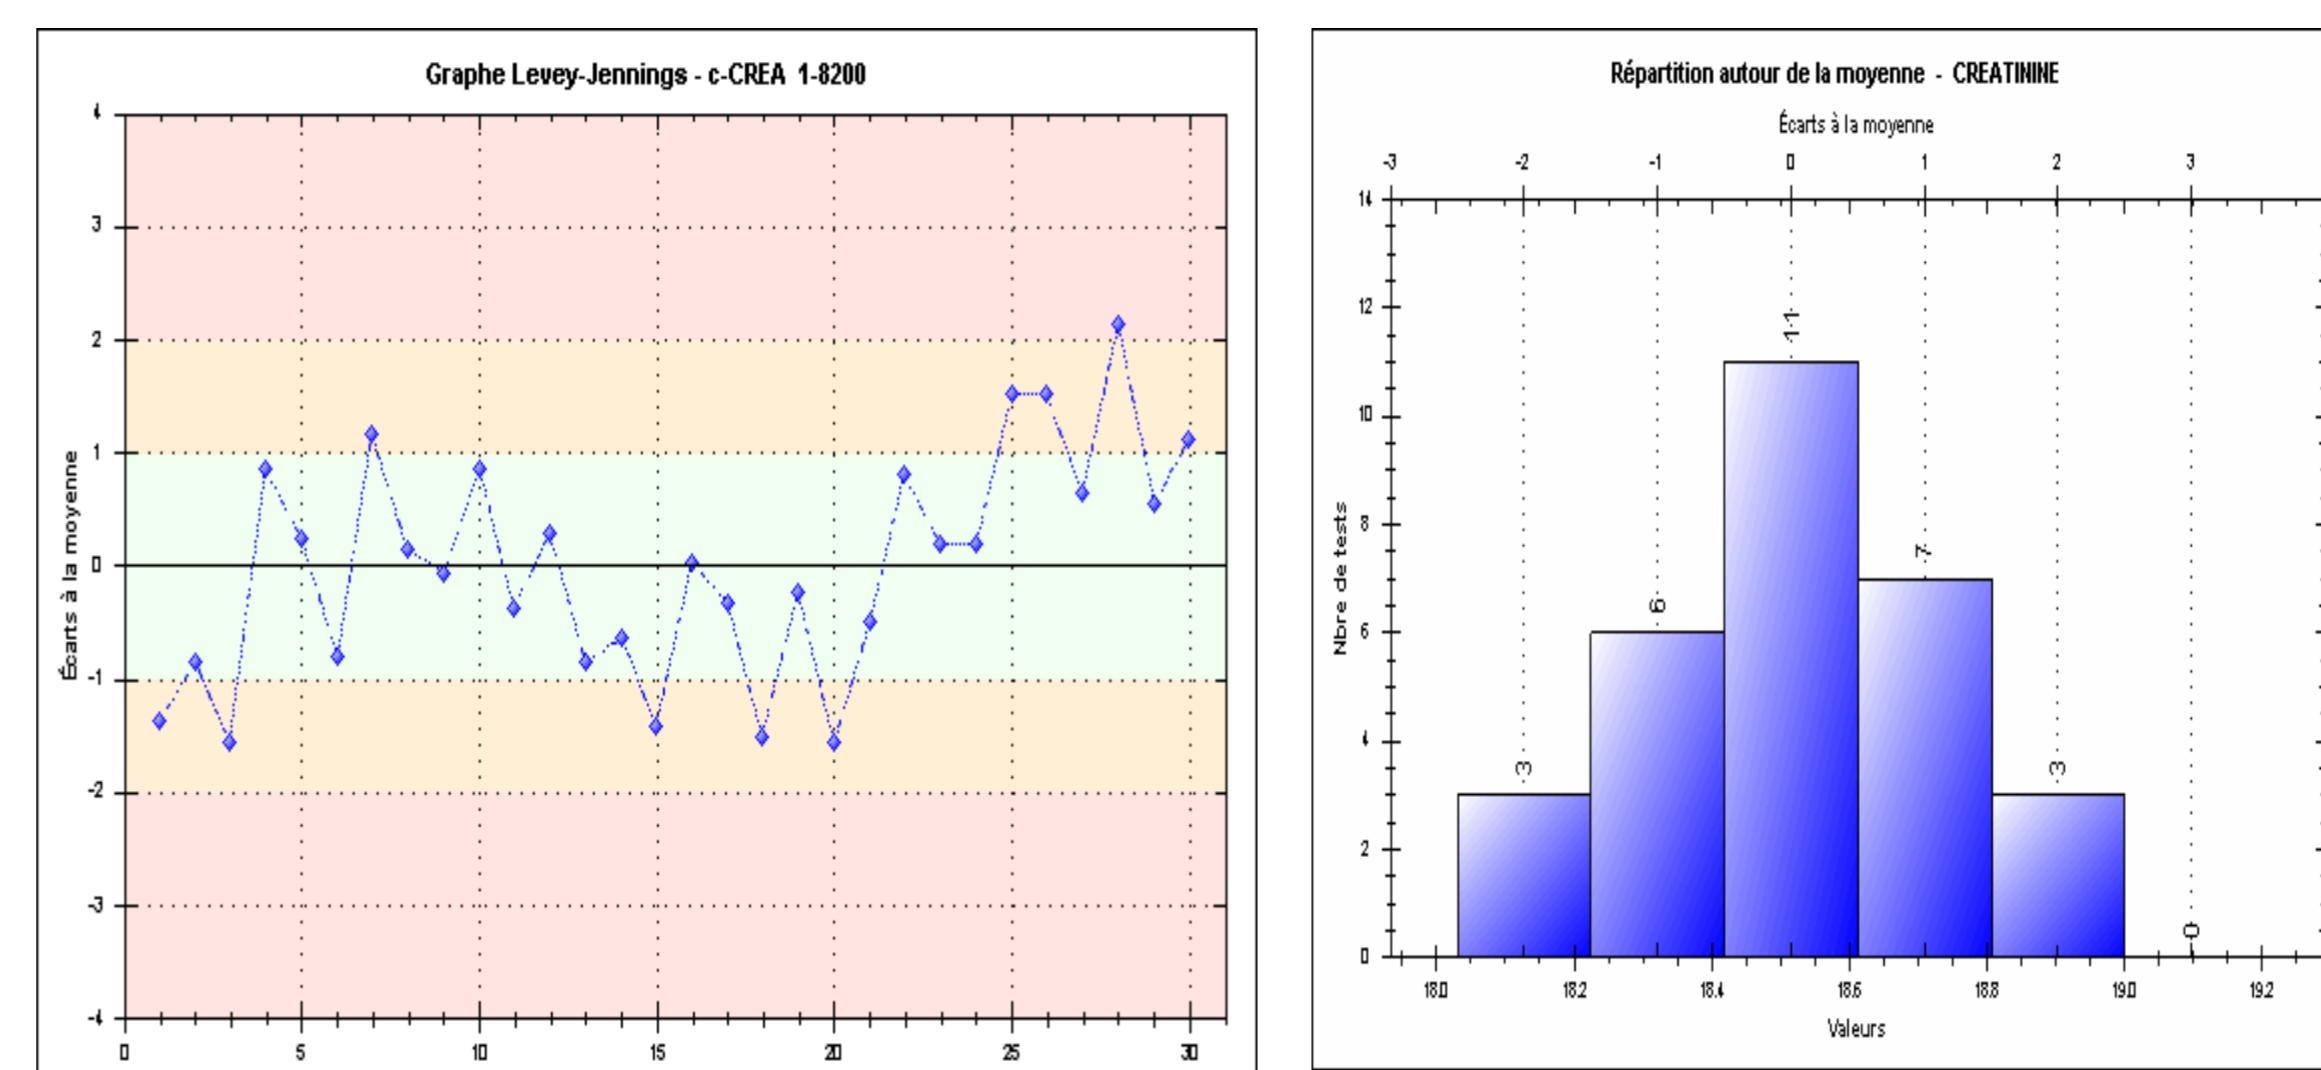 Graphe Levey-Jennings - c-CREA 1-8200
4
3
2
1
0
-1
-2
-3
-4
Écarts à la moyenne
0 5 10 15 20 25 30
Répartition autour de la moyenne - CREATININE
Écarts à la moyenne
-3 -2 -1 0 1 2 3
14
12
10
8
6
4
2
0
Nbre de tests
3 6 11 7 3 0
18.0 18.2 18.4 18.6 18.8 19.0 19.2
Valeurs